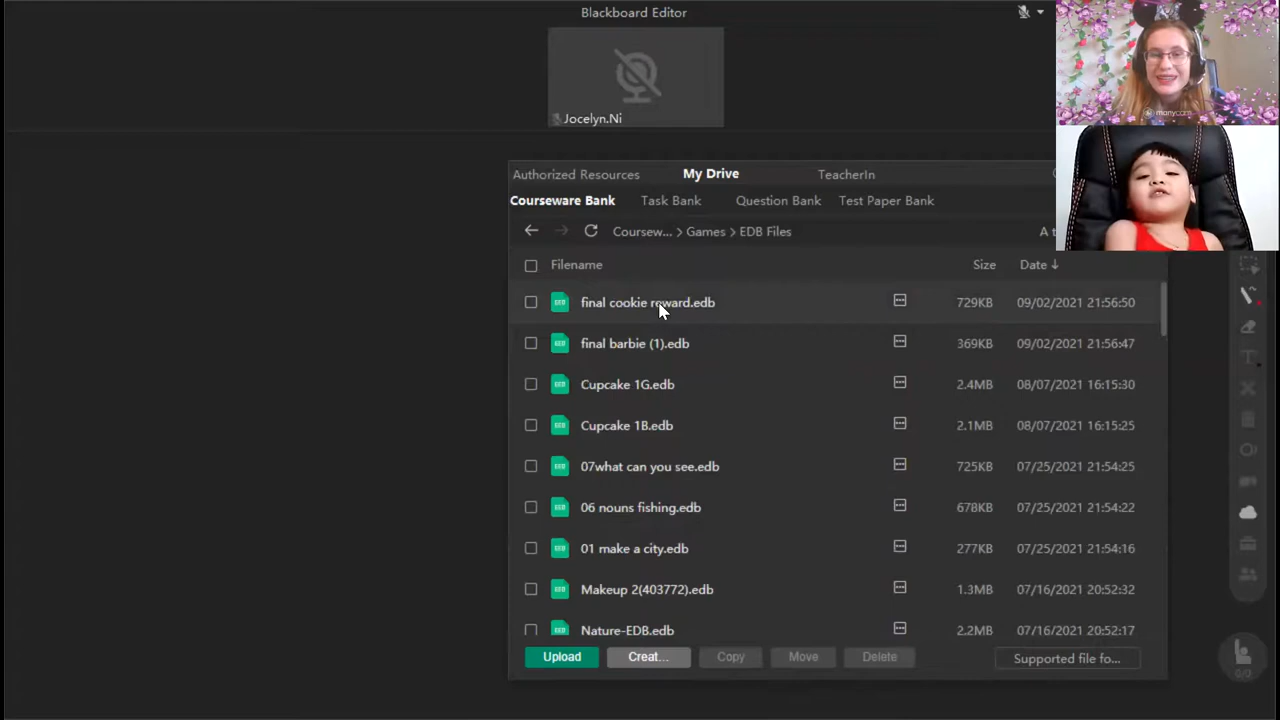 Blackboard Editor
Jocelyn.Ni
manycam
Authorized Resources My Drive TeacherIn
Courseware Bank Task Bank Question Bank Test Paper Bank
Coursew... > Games > EDB Files A t
Filename Size Date ↓
final cookie reward.edb 729KB 09/02/2021 21:56:50
final barbie (1).edb 369KB 09/02/2021 21:56:47
Cupcake 1G.edb 2.4MB 08/07/2021 16:15:30
Cupcake 1B.edb 2.1MB 08/07/2021 16:15:25
07what can you see.edb 725KB 07/25/2021 21:54:25
06 nouns fishing.edb 678KB 07/25/2021 21:54:22
01 make a city.edb 277KB 07/25/2021 21:54:16
Makeup 2(403772).edb 1.3MB 07/16/2021 20:52:32
Nature-EDB.edb 2.2MB 07/16/2021 20:52:17
Upload Creat... Copy Move Delete Supported file fo...
0/0